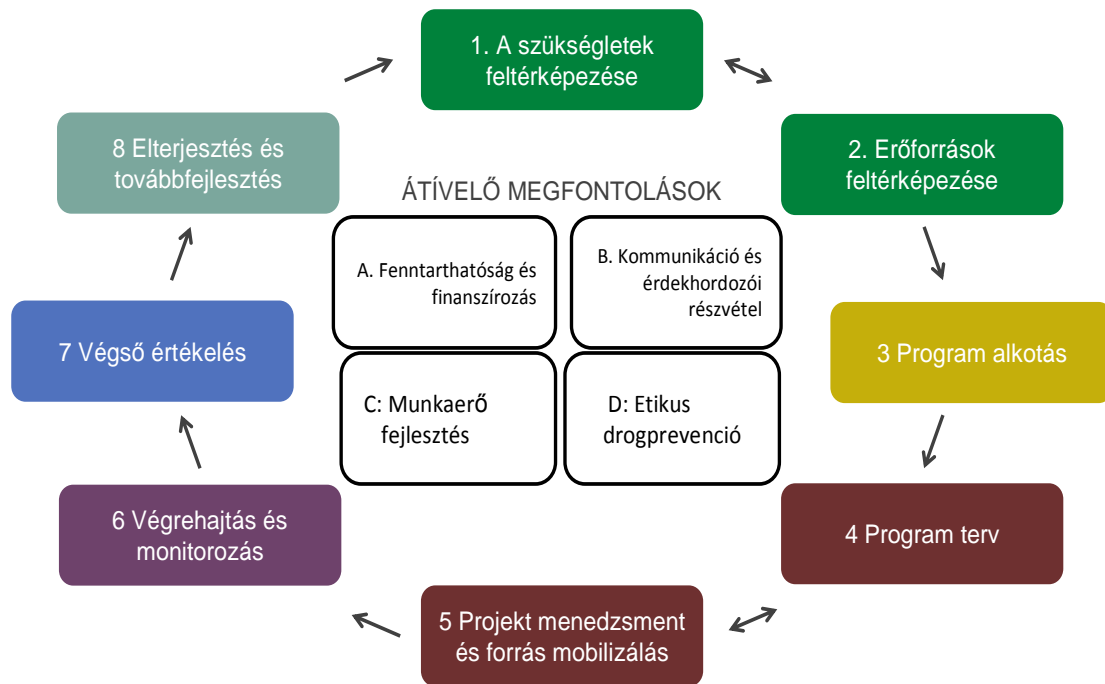 1. A szükségletek
feltérképezése
2. Erőforrások
feltérképezése
3 Program alkotás
4 Program terv
5 Projekt menedzsment
és forrás mobilizálás
6 Végrehajtás és
monitorozás
7 Végső értékelés
8 Elterjesztés és
továbbfejlesztés
ÁTÍVELŐ MEGFONTOLÁSOK
A. Fenntarthatóság és
finanszírozás
B. Kommunikáció és
érdekhordozói
részvétel
C: Munkaerő
fejlesztés
D: Etikus
drogprevenció